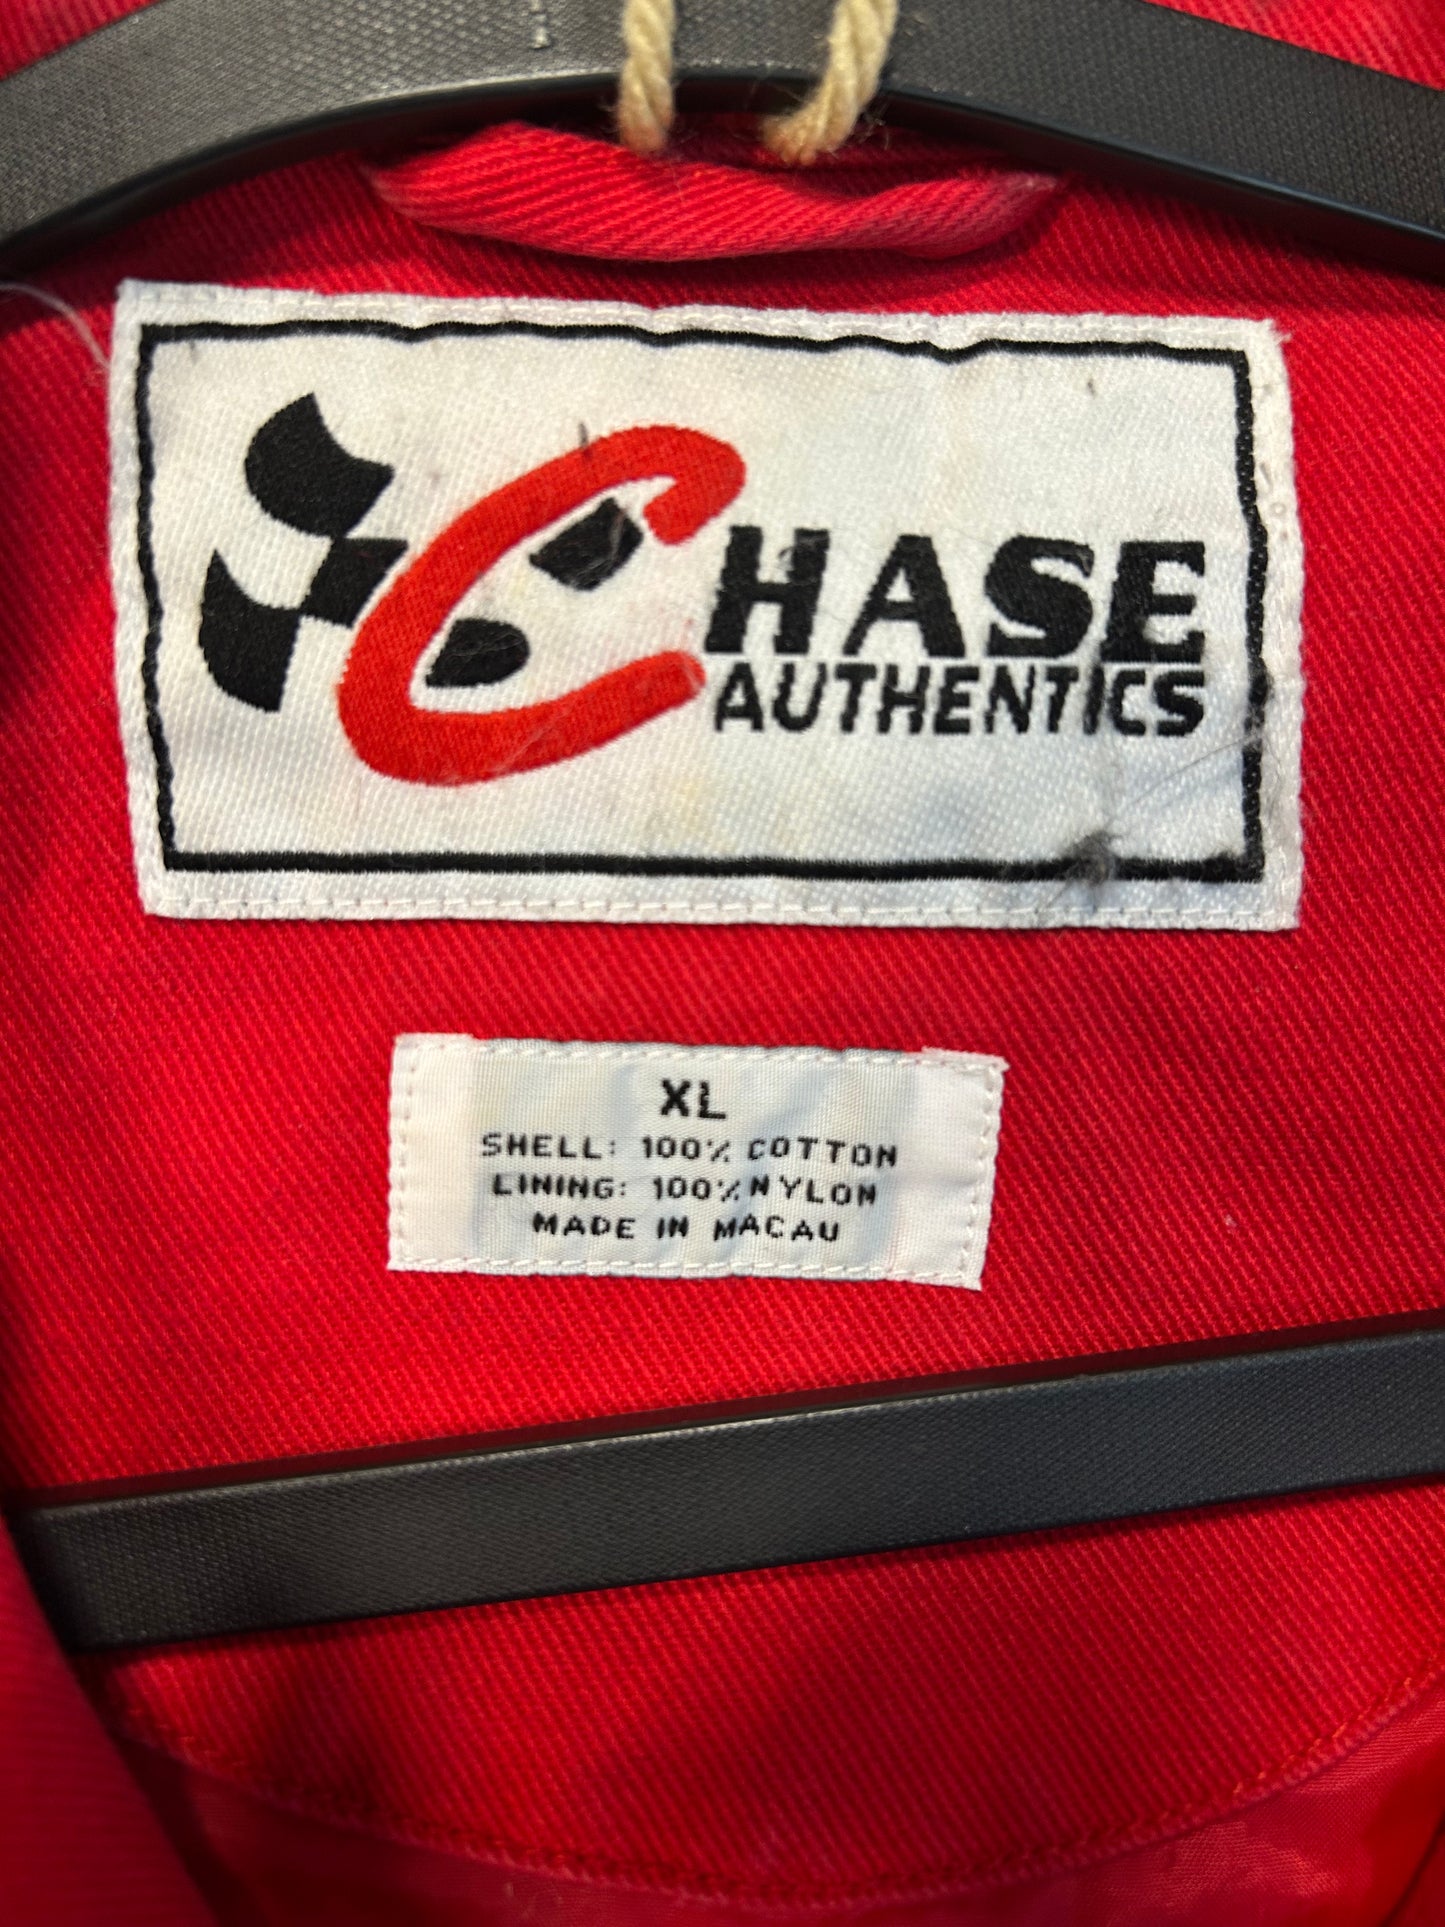 CHASE
AUTHENTICS
XL
SHELL: 100% COTTON
LINING: 100% NYLON
MADE IN MACAU